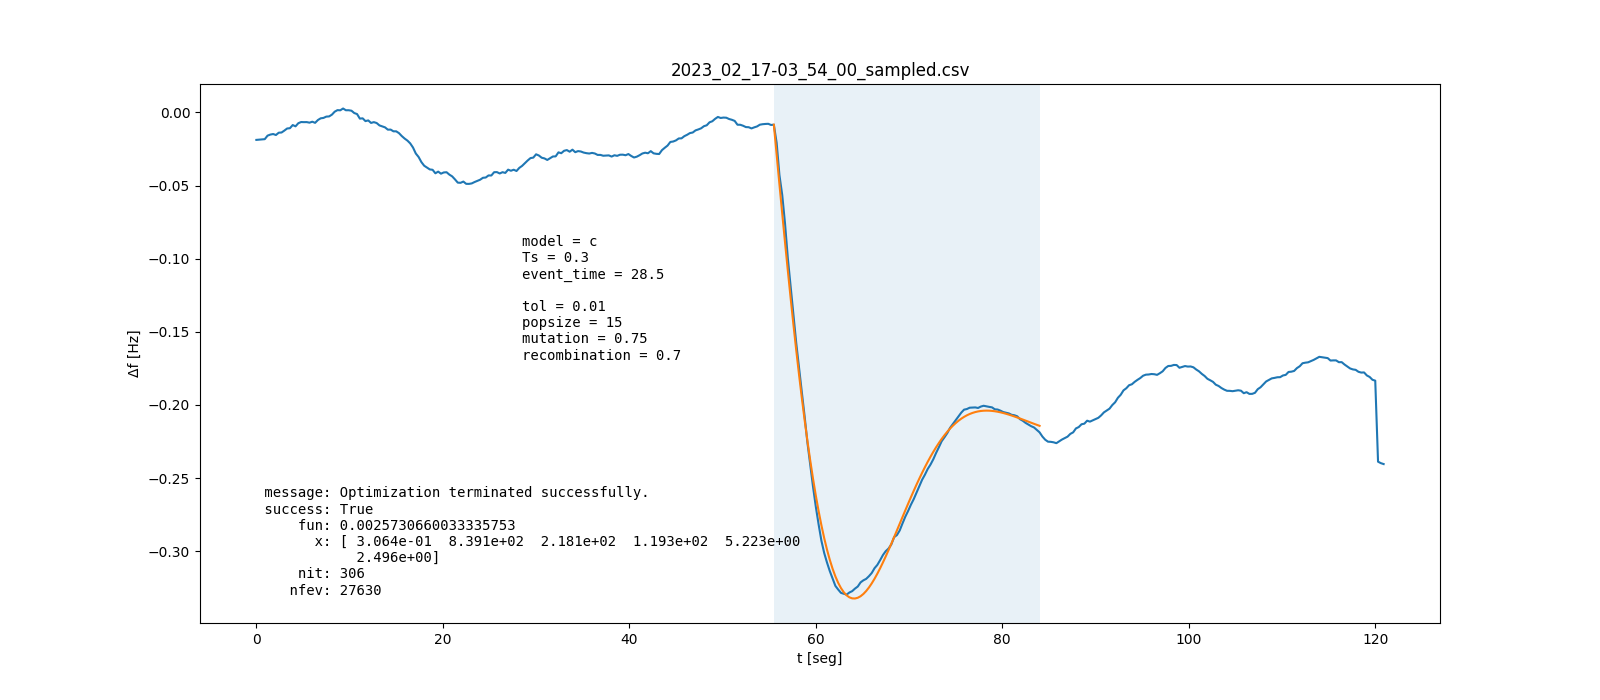 2023_02_17-03_54_00_sampled.csv
0.00
−0.05
−0.10
−0.15
−0.20
−0.25
−0.30
Δf [Hz]
model = c
Ts = 0.3
event_time = 28.5
tol = 0.01
popsize = 15
mutation = 0.75
recombination = 0.7
message: Optimization terminated successfully.
success: True
fun: 0.0025730660033335753
x: [ 3.064e-01 8.391e+02 2.181e+02 1.193e+02 5.223e+00
2.496e+00]
nit: 306
nfev: 27630
0 20 40 60 80 100 120
t [seg]